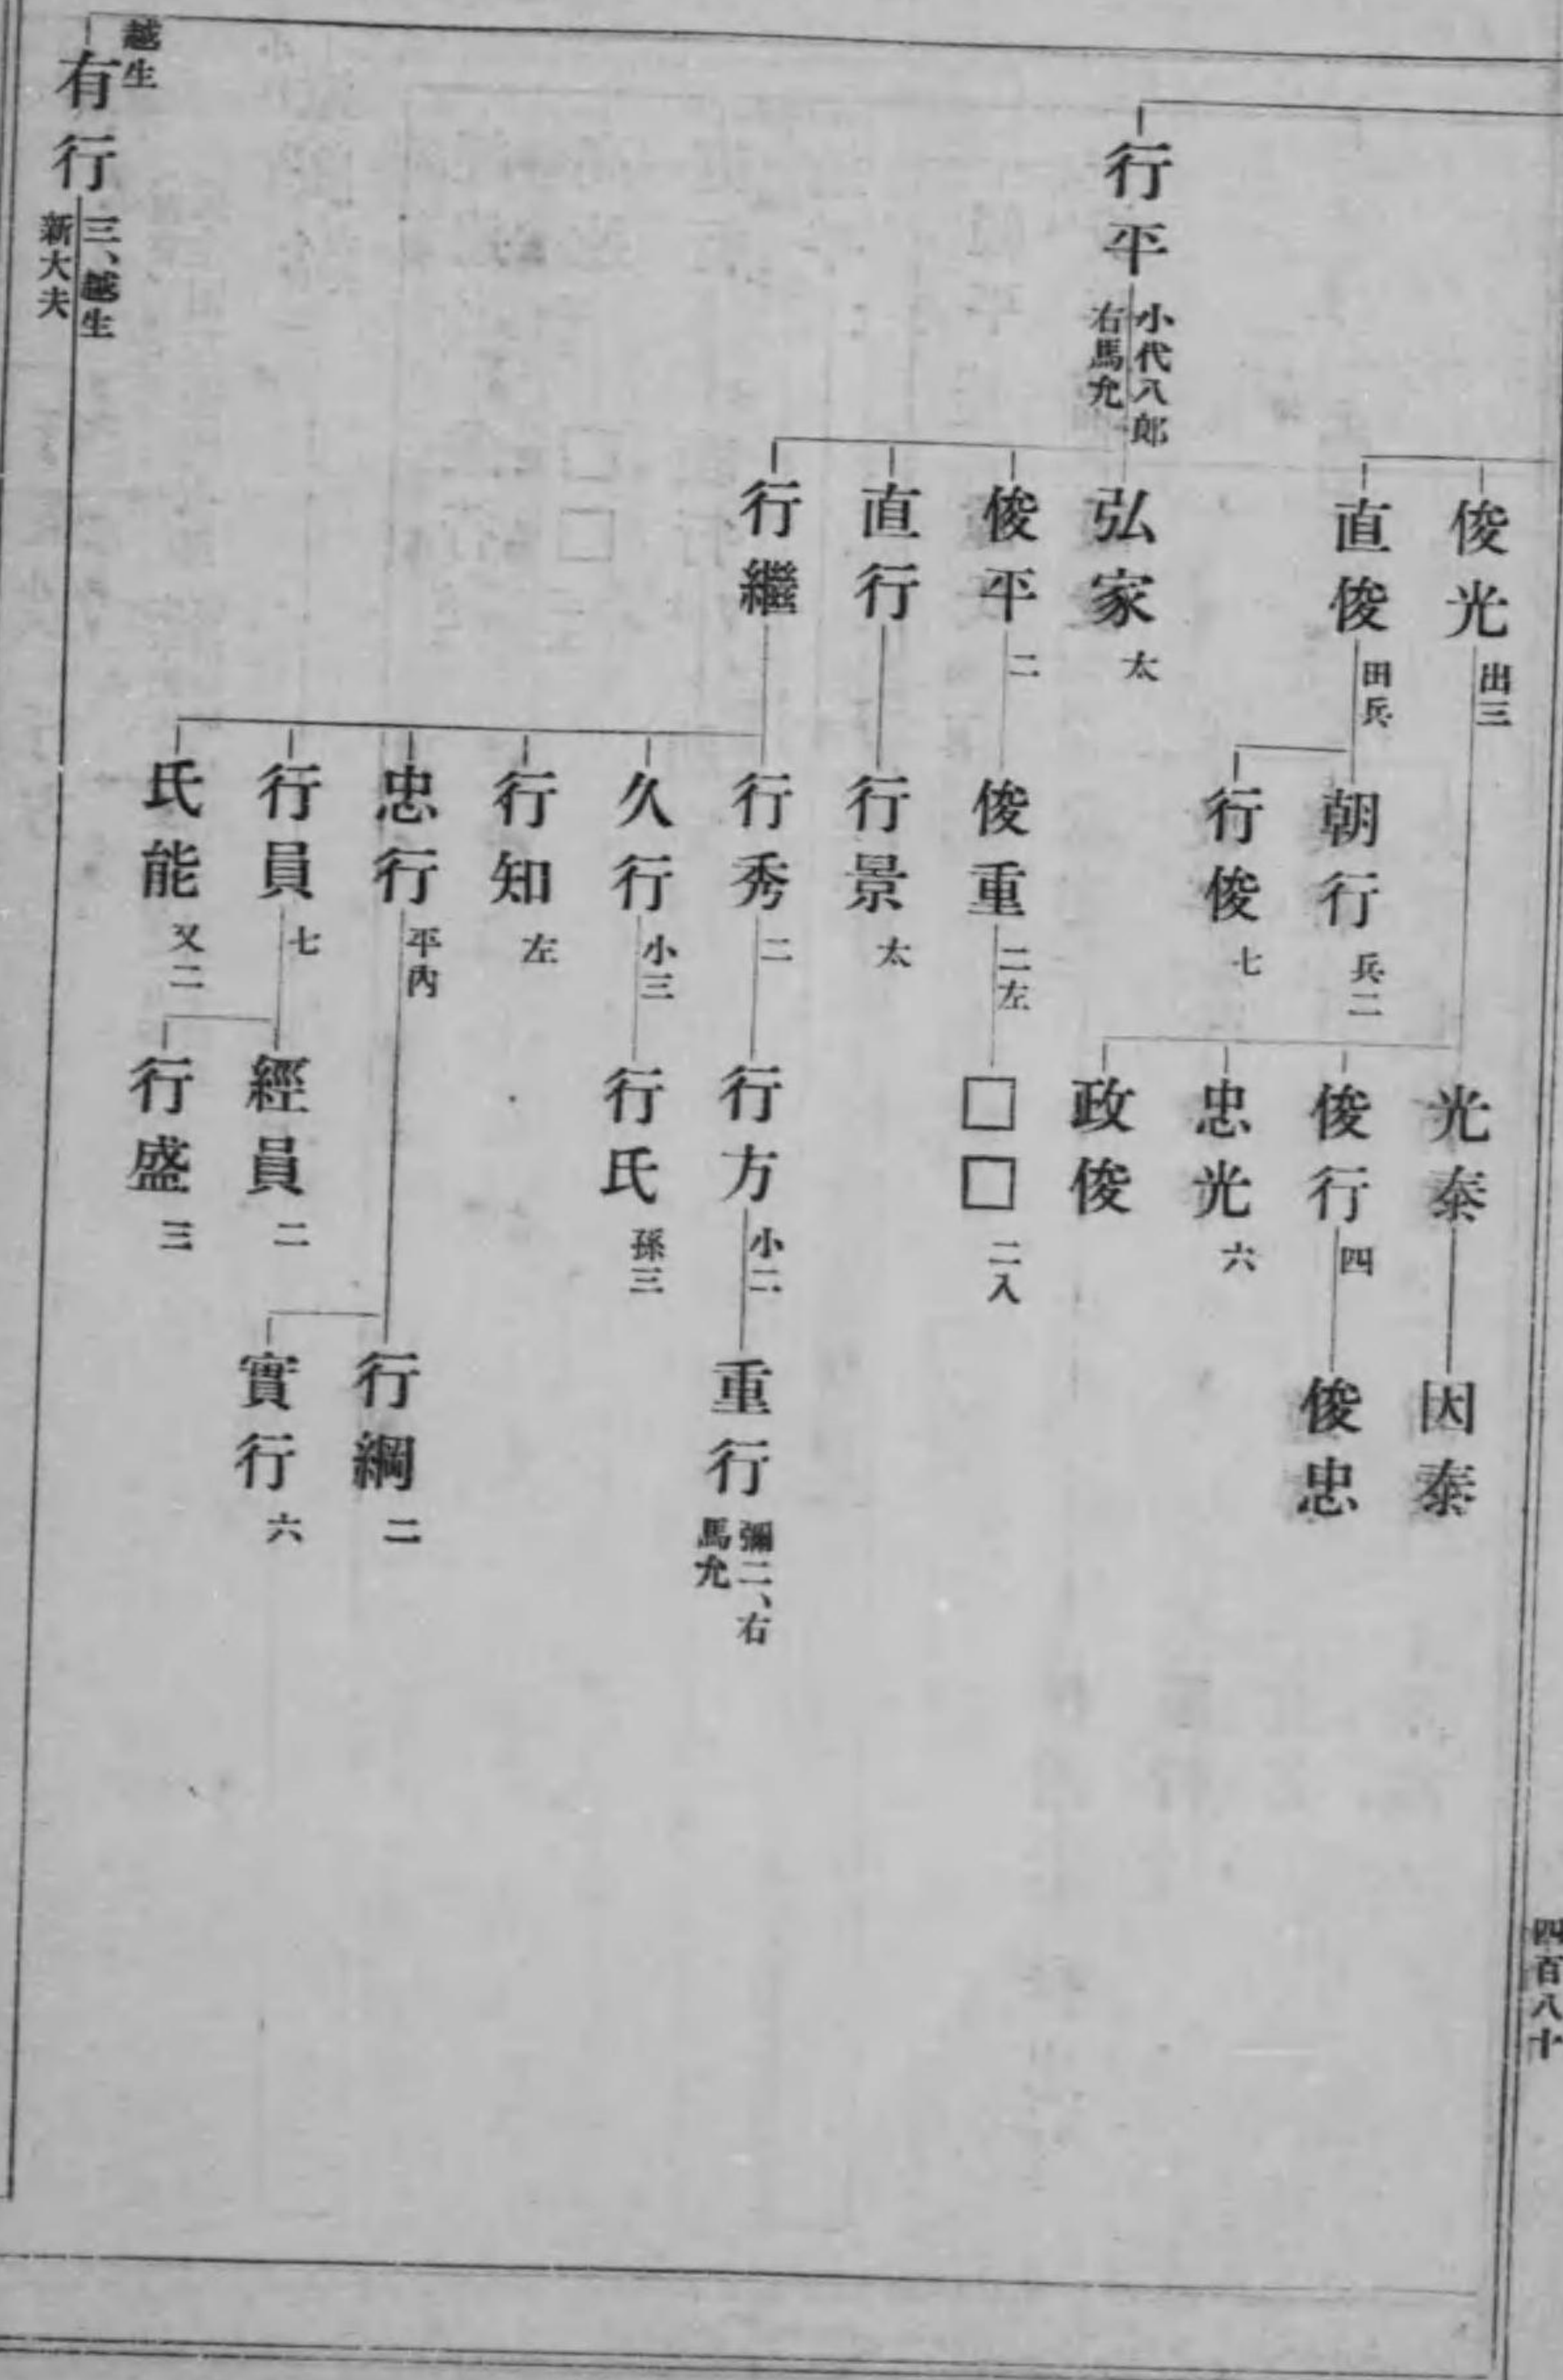 俊光 出三
直俊 田兵
光泰
因泰
俊行 四
俊忠
忠光 六
政俊
朝行 兵二
行俊 七
行平 小代八郎
右馬允
弘家 太
俊平 二
俊重 二左
□□ 二入
直行
行景 太
行繼
行秀 二
行方 小二
重行 彌二、右
馬允
久行 小三
行氏 孫三
行知 左
忠行 平內
行綱 二
實行 六
行員 七
經員 二
行盛 三
氏能 又二
越生
有行 三、越生
新大夫
四百八十